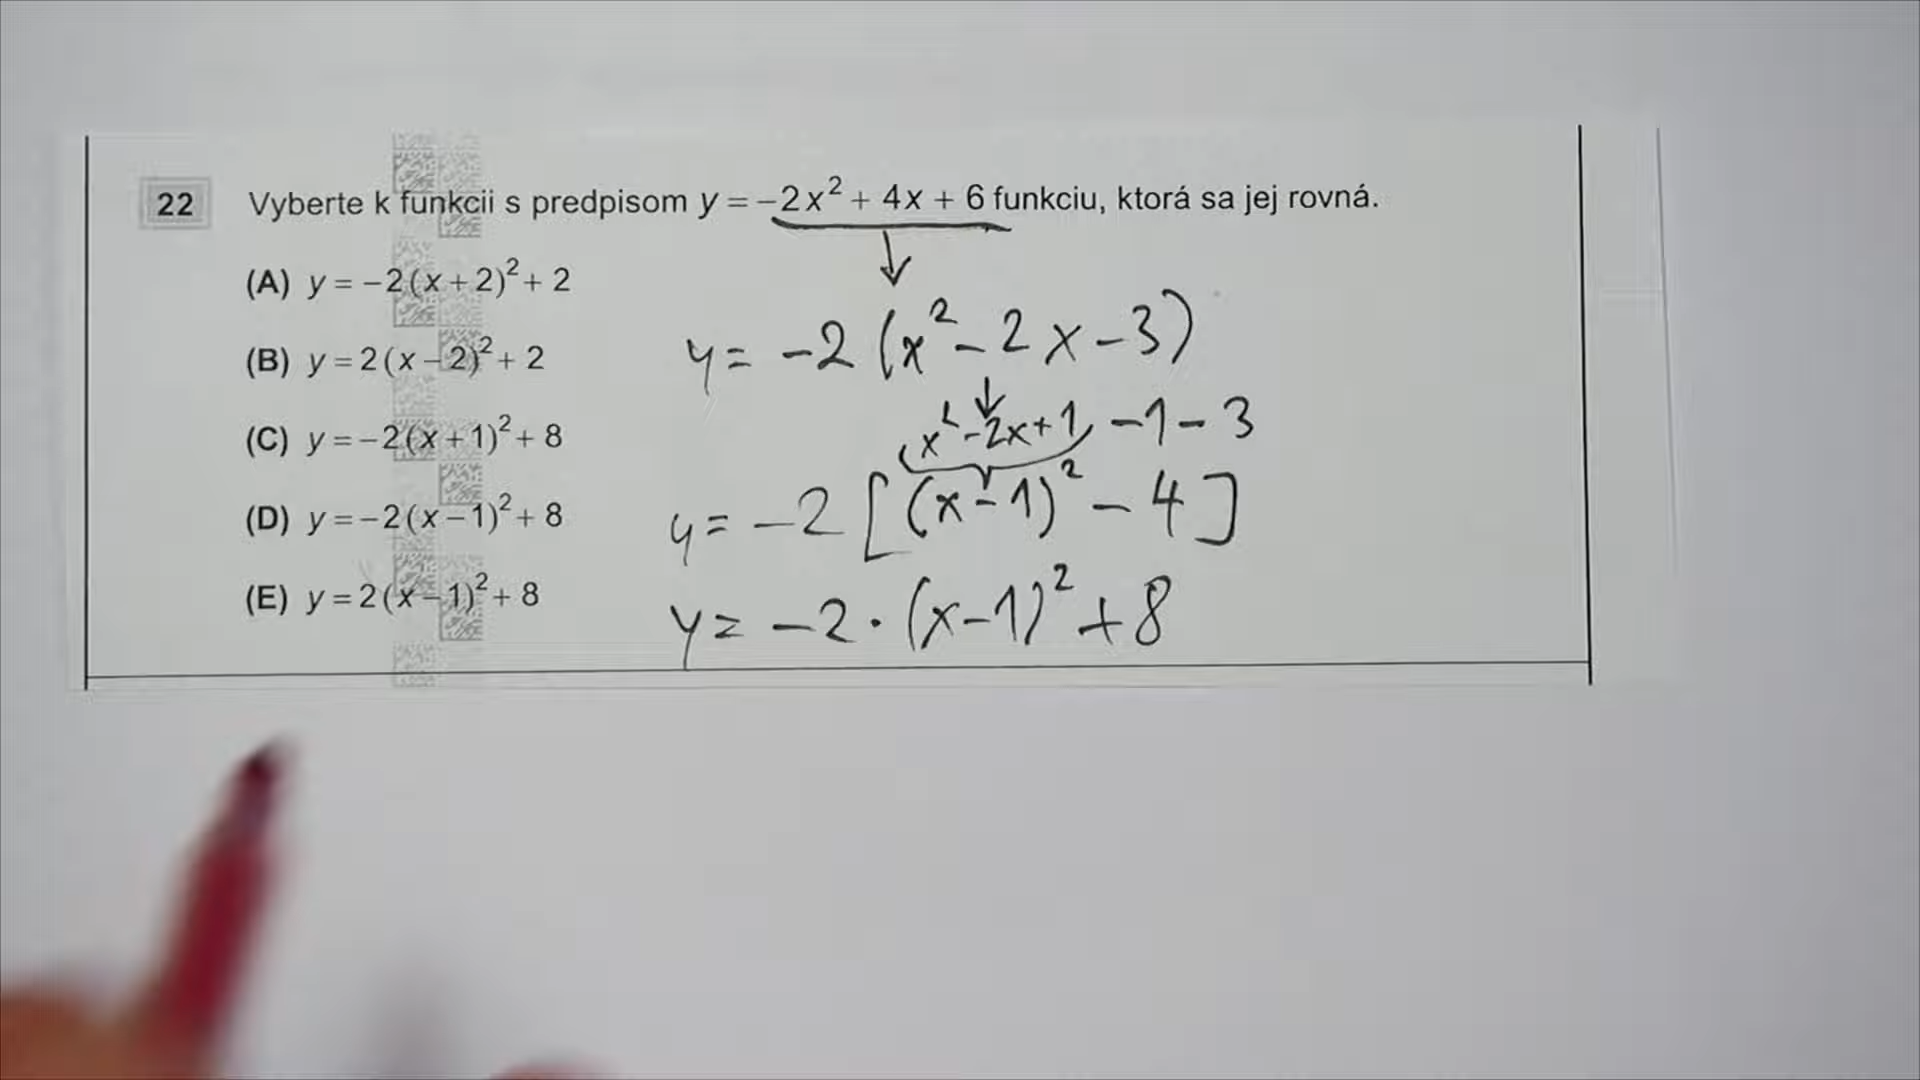 22 Vyberte k funkcii s predpisom y = −2x² + 4x + 6 funkciu, ktorá sa jej rovná.
(A) y = −2(x + 2)² + 2
(B) y = 2(x − 2)² + 2
(C) y = −2(x + 1)² + 8
(D) y = −2(x − 1)² + 8
(E) y = 2(x − 1)² + 8
y = −2 (x² − 2x − 3)
(x² − 2x + 1) − 1 − 3
y = −2 [(x − 1)² − 4]
y = −2 · (x − 1)² + 8